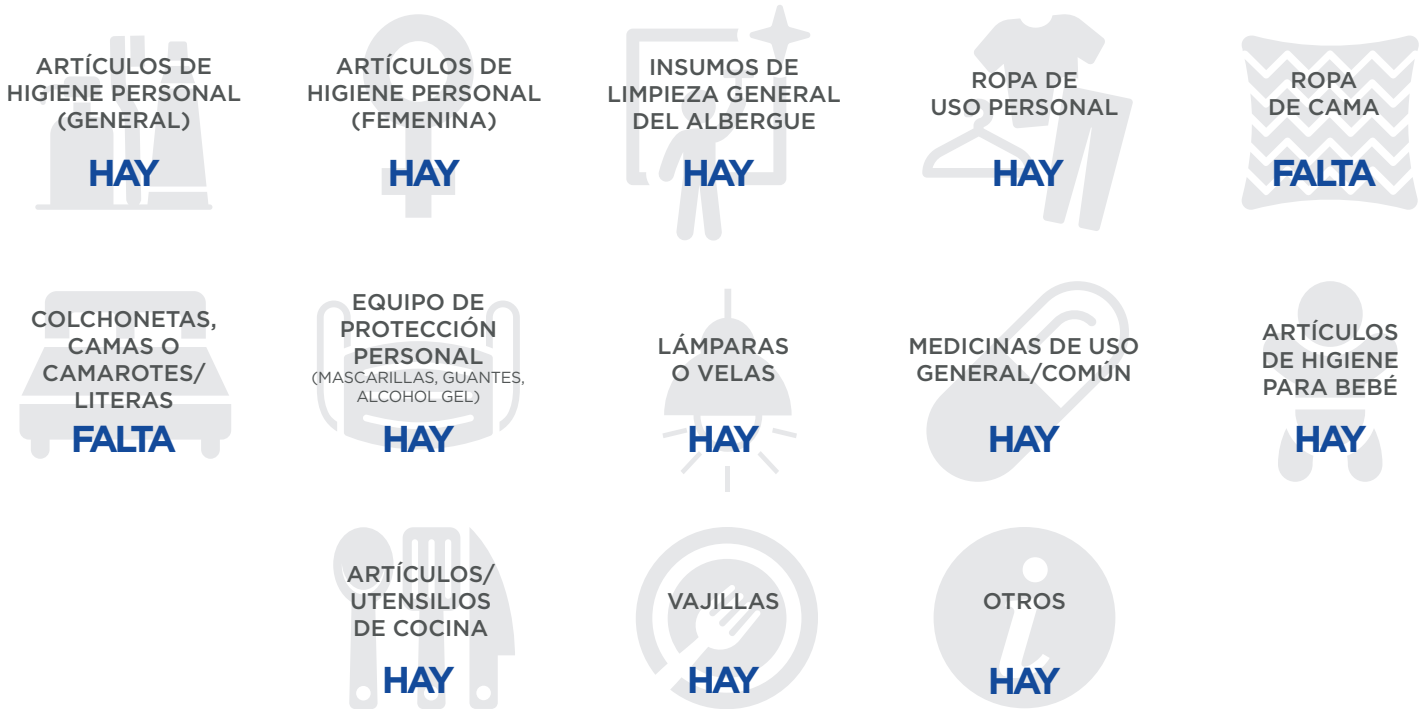 ARTÍCULOS DE
HIGIENE PERSONAL
(GENERAL)
HAY
ARTÍCULOS DE
HIGIENE PERSONAL
(FEMENINA)
HAY
INSUMOS DE
LIMPIEZA GENERAL
DEL ALBERGUE
HAY
ROPA DE
USO PERSONAL
HAY
ROPA
DE CAMA
FALTA
COLCHONETAS,
CAMAS O
CAMAROTES/
LITERAS
FALTA
EQUIPO DE
PROTECCIÓN
PERSONAL
(MASCARILLAS, GUANTES,
ALCOHOL GEL)
HAY
LÁMPARAS
O VELAS
HAY
MEDICINAS DE USO
GENERAL/COMÚN
HAY
ARTÍCULOS
DE HIGIENE
PARA BEBÉ
HAY
ARTÍCULOS/
UTENSILIOS
DE COCINA
HAY
VAJILLAS
HAY
OTROS
HAY